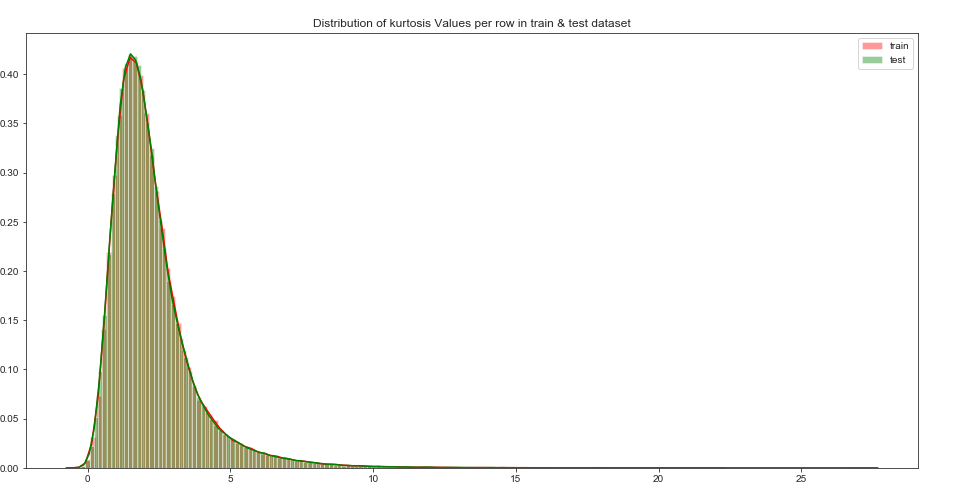 Distribution of kurtosis Values per row in train & test dataset
train
test
0.40
0.35
0.30
0.25
0.20
0.15
0.10
0.05
0.00
0 5 10 15 20 25